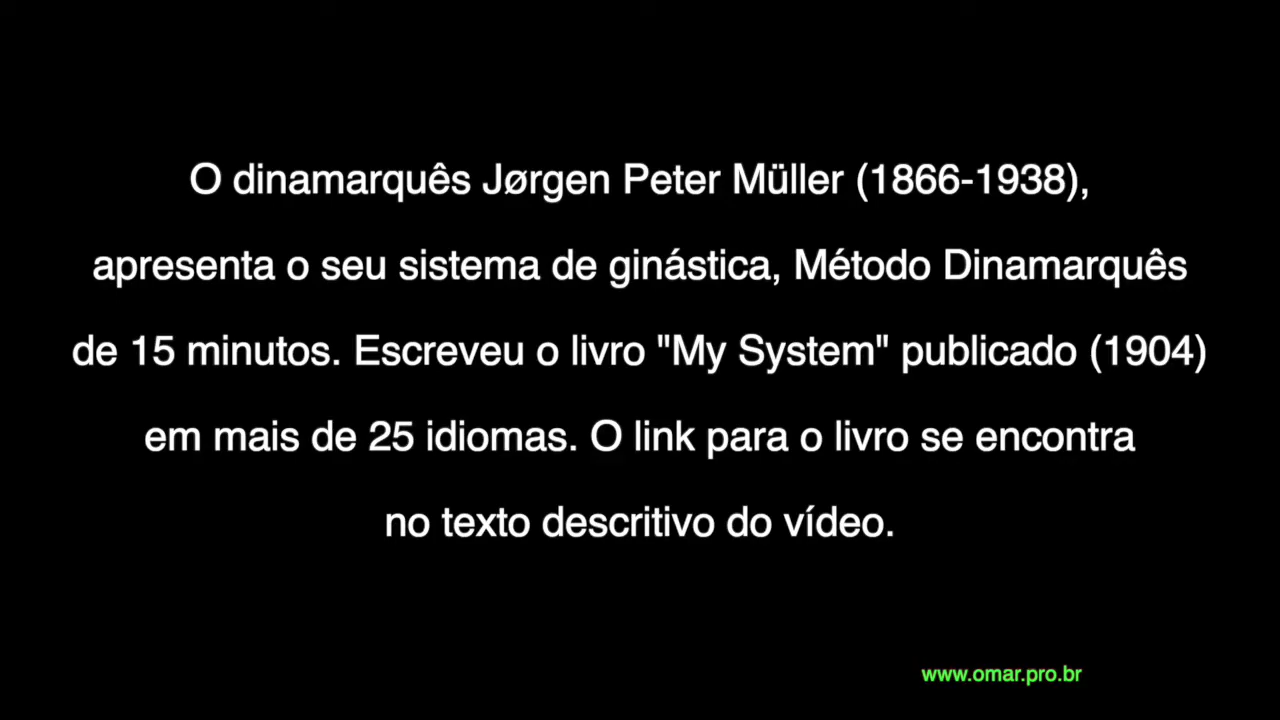 O dinamarquês Jørgen Peter Müller (1866-1938),
apresenta o seu sistema de ginástica, Método Dinamarquês
de 15 minutos. Escreveu o livro "My System" publicado (1904)
em mais de 25 idiomas. O link para o livro se encontra
no texto descritivo do vídeo.
www.omar.pro.br